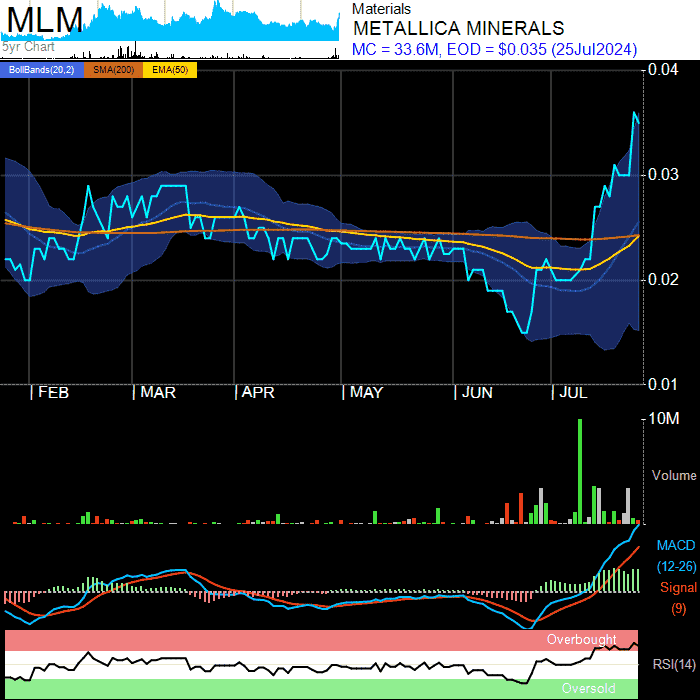 MLM
5yr Chart
Materials
METALLICA MINERALS
MC = 33.6M, EOD = $0.035 (25Jul2024)
BollBands(20,2) SMA(200) EMA(50)
0.04
0.03
0.02
0.01
FEB MAR APR MAY JUN JUL
10M
Volume
MACD
(12-26)
Signal
(9)
Overbought
RSI(14)
Oversold